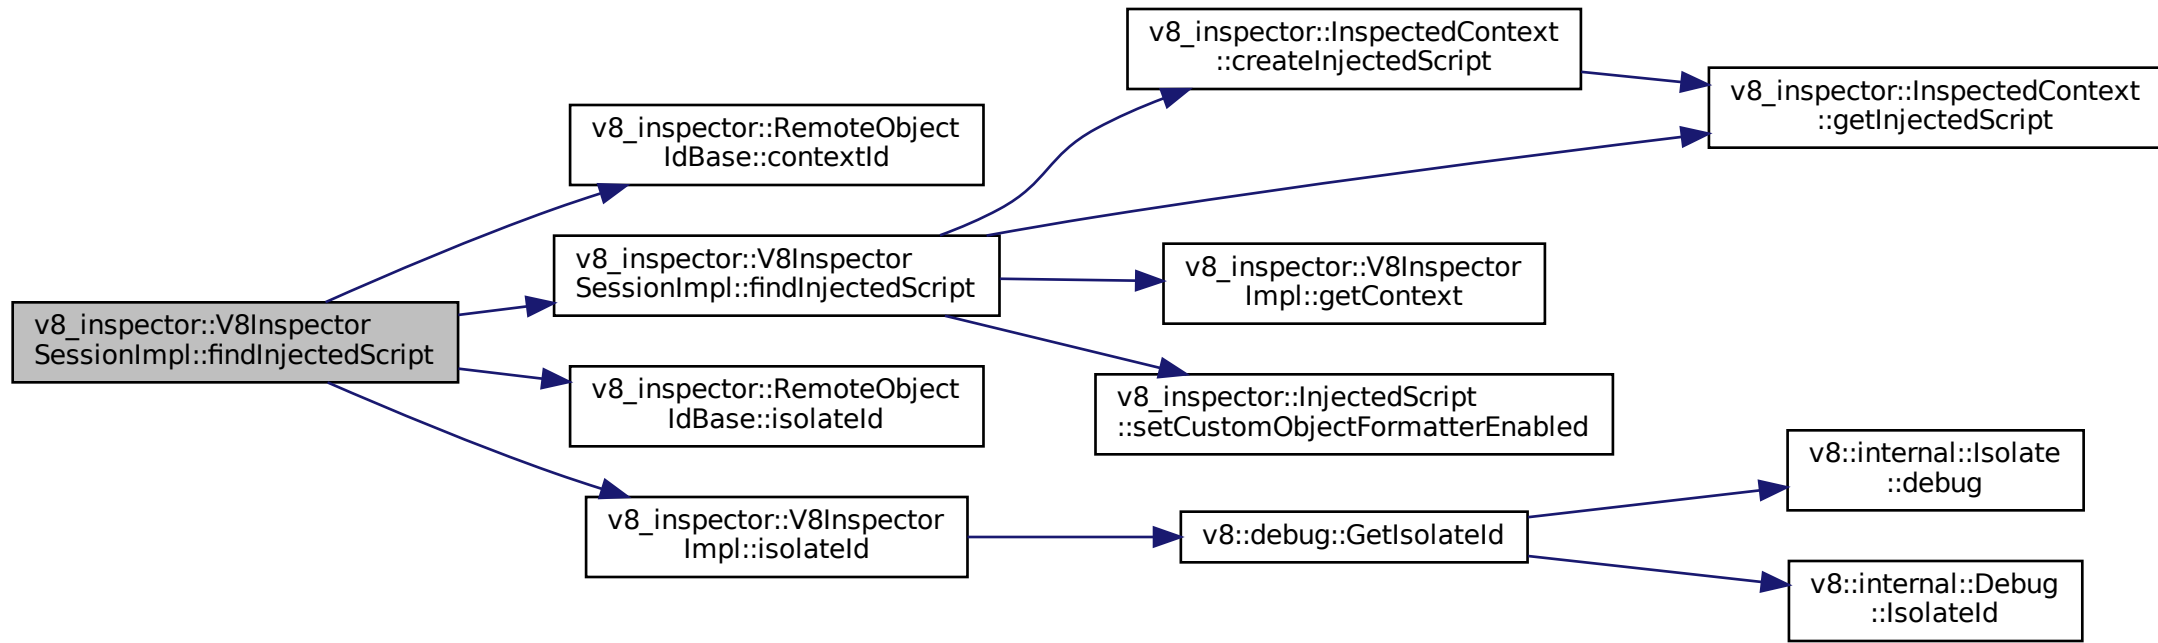 v8_inspector::V8Inspector
SessionImpl::findInjectedScript
v8_inspector::RemoteObject
IdBase::contextId
v8_inspector::V8Inspector
SessionImpl::findInjectedScript
v8_inspector::RemoteObject
IdBase::isolateId
v8_inspector::V8Inspector
Impl::isolateId
v8_inspector::InspectedContext
::createInjectedScript
v8_inspector::InspectedContext
::getInjectedScript
v8_inspector::V8Inspector
Impl::getContext
v8_inspector::InjectedScript
::setCustomObjectFormatterEnabled
v8::debug::GetIsolateId
v8::internal::Isolate
::debug
v8::internal::Debug
::IsolateId